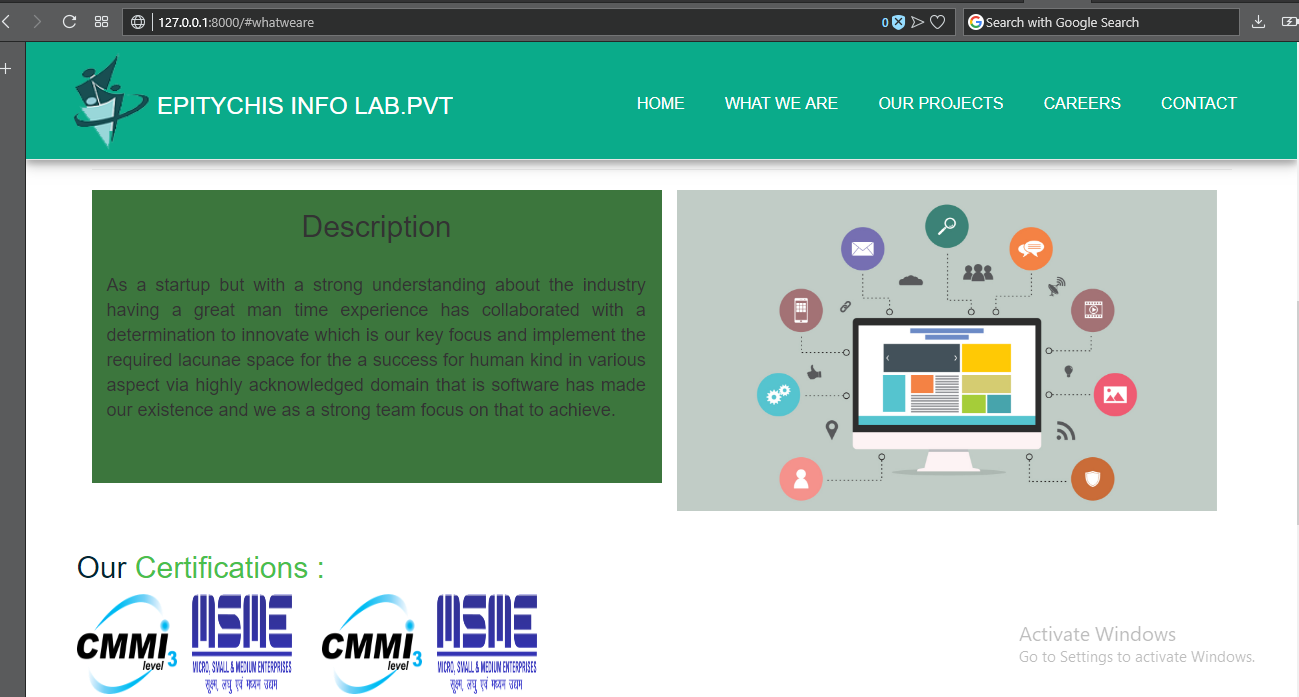 127.0.0.1:8000/#whatweare
0
Search with Google Search
EPITYCHIS INFO LAB.PVT
HOME
WHAT WE ARE
OUR PROJECTS
CAREERS
CONTACT
Description
As a startup but with a strong understanding about the industry
having a great man time experience has collaborated with a
determination to innovate which is our key focus and implement the
required lacunae space for the a success for human kind in various
aspect via highly acknowledged domain that is software has made
our existence and we as a strong team focus on that to achieve.
Our Certifications :
CMMI
level 3
MSME
MICRO, SMALL & MEDIUM ENTERPRISES
सूक्ष्म, लघु एवं मध्यम उद्यम
CMMI
level 3
MSME
MICRO, SMALL & MEDIUM ENTERPRISES
सूक्ष्म, लघु एवं मध्यम उद्यम
Activate Windows
Go to Settings to activate Windows.